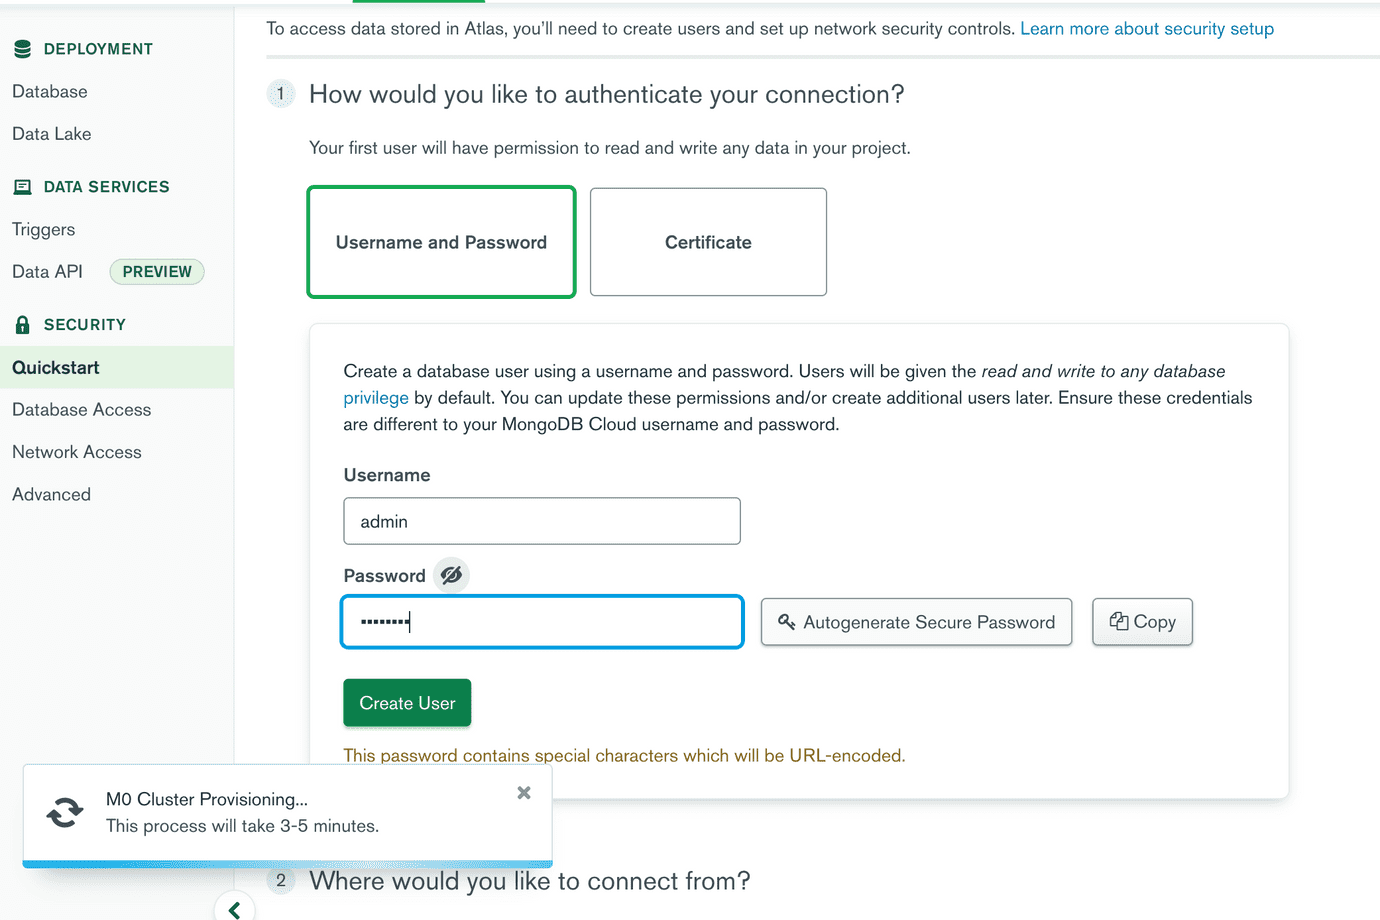 To access data stored in Atlas, you'll need to create users and set up network security controls. Learn more about security setup
DEPLOYMENT
Database
Data Lake
DATA SERVICES
Triggers
Data API PREVIEW
SECURITY
Quickstart
Database Access
Network Access
Advanced
1 How would you like to authenticate your connection?
Your first user will have permission to read and write any data in your project.
Username and Password
Certificate
Create a database user using a username and password. Users will be given the read and write to any database
privilege by default. You can update these permissions and/or create additional users later. Ensure these credentials
are different to your MongoDB Cloud username and password.
Username
admin
Password
••••••••
Autogenerate Secure Password
Copy
Create User
This password contains special characters which will be URL-encoded.
M0 Cluster Provisioning...
This process will take 3-5 minutes.
2 Where would you like to connect from?